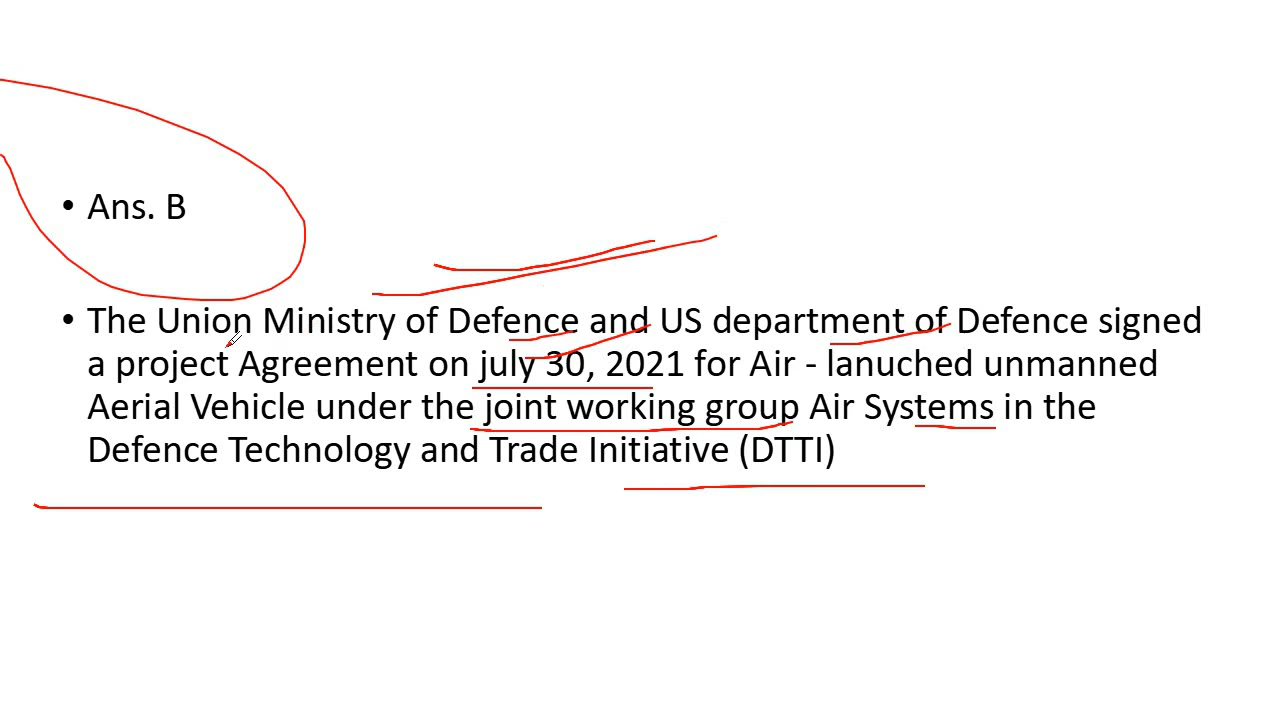 • Ans. B
• The Union Ministry of Defence and US department of Defence signed
a project Agreement on july 30, 2021 for Air - lanuched unmanned
Aerial Vehicle under the joint working group Air Systems in the
Defence Technology and Trade Initiative (DTTI)